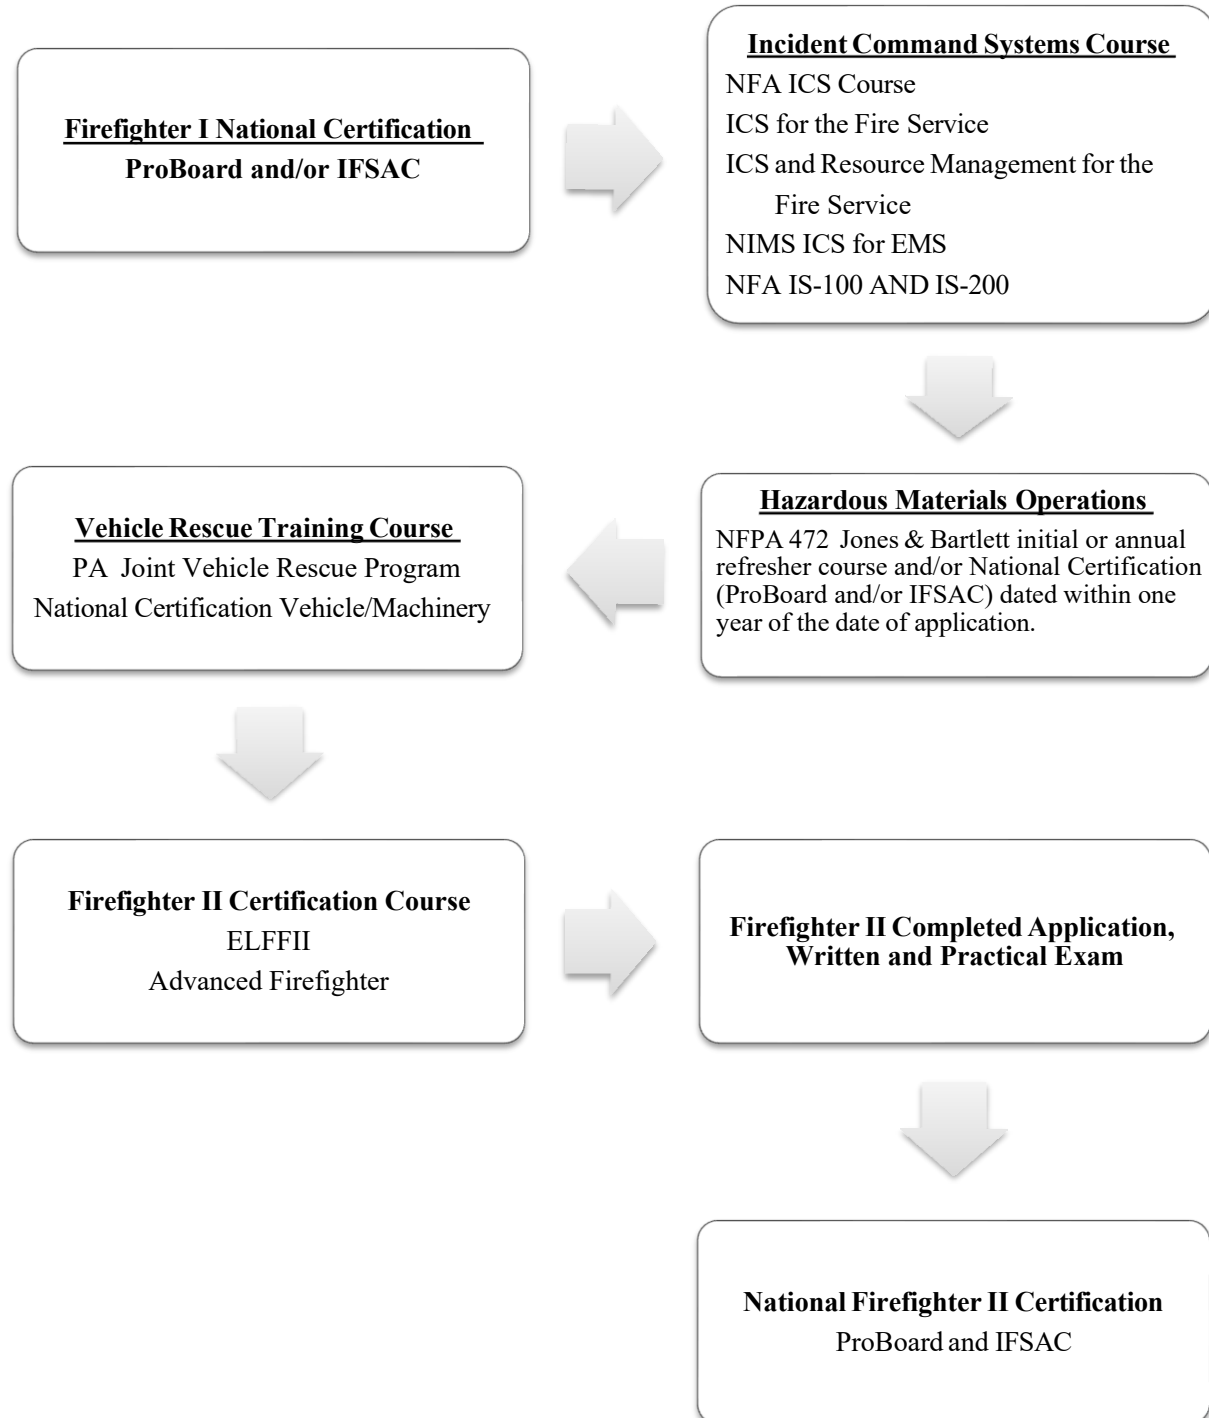 Firefighter I National Certification
ProBoard and/or IFSAC
Incident Command Systems Course
NFA ICS Course
ICS for the Fire Service
ICS and Resource Management for the
Fire Service
NIMS ICS for EMS
NFA IS-100 AND IS-200
Hazardous Materials Operations
NFPA 472 Jones & Bartlett initial or annual
refresher course and/or National Certification
(ProBoard and/or IFSAC) dated within one
year of the date of application.
Vehicle Rescue Training Course
PA Joint Vehicle Rescue Program
National Certification Vehicle/Machinery
Firefighter II Certification Course
ELFFII
Advanced Firefighter
Firefighter II Completed Application,
Written and Practical Exam
National Firefighter II Certification
ProBoard and IFSAC